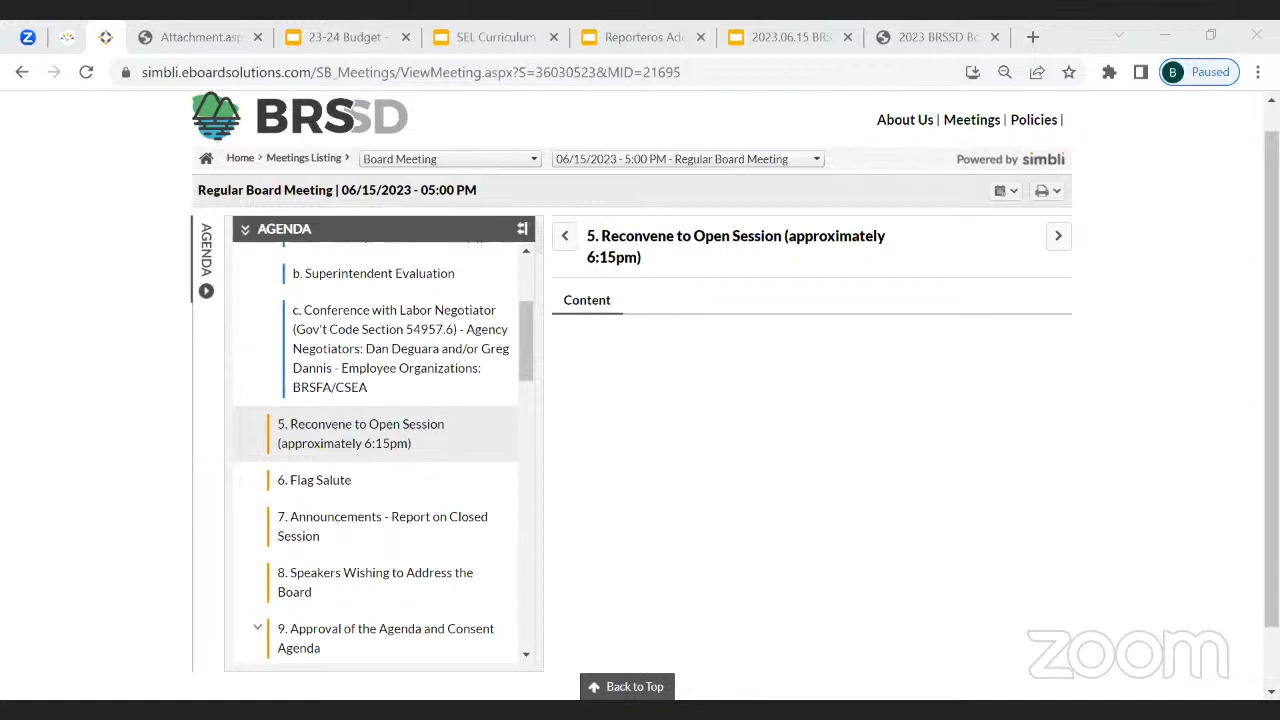 Attachment.asp
23-24 Budget -
SEL Curriculum
Reporteros Ad
2023.06.15 BRS
2023 BRSSD Bo
simbli.eboardsolutions.com/SB_Meetings/ViewMeeting.aspx?S=36030523&MID=21695
B Paused
BRSSD
About Us | Meetings | Policies |
Home > Meetings Listing > Board Meeting 06/15/2023 - 5:00 PM - Regular Board Meeting Powered by simbli
Regular Board Meeting | 06/15/2023 - 05:00 PM
AGENDA
AGENDA
b. Superintendent Evaluation
c. Conference with Labor Negotiator
(Gov't Code Section 54957.6) - Agency
Negotiators: Dan Deguara and/or Greg
Dannis - Employee Organizations:
BRSFA/CSEA
5. Reconvene to Open Session
(approximately 6:15pm)
6. Flag Salute
7. Announcements - Report on Closed
Session
8. Speakers Wishing to Address the
Board
9. Approval of the Agenda and Consent
Agenda
5. Reconvene to Open Session (approximately
6:15pm)
Content
Back to Top
zoom